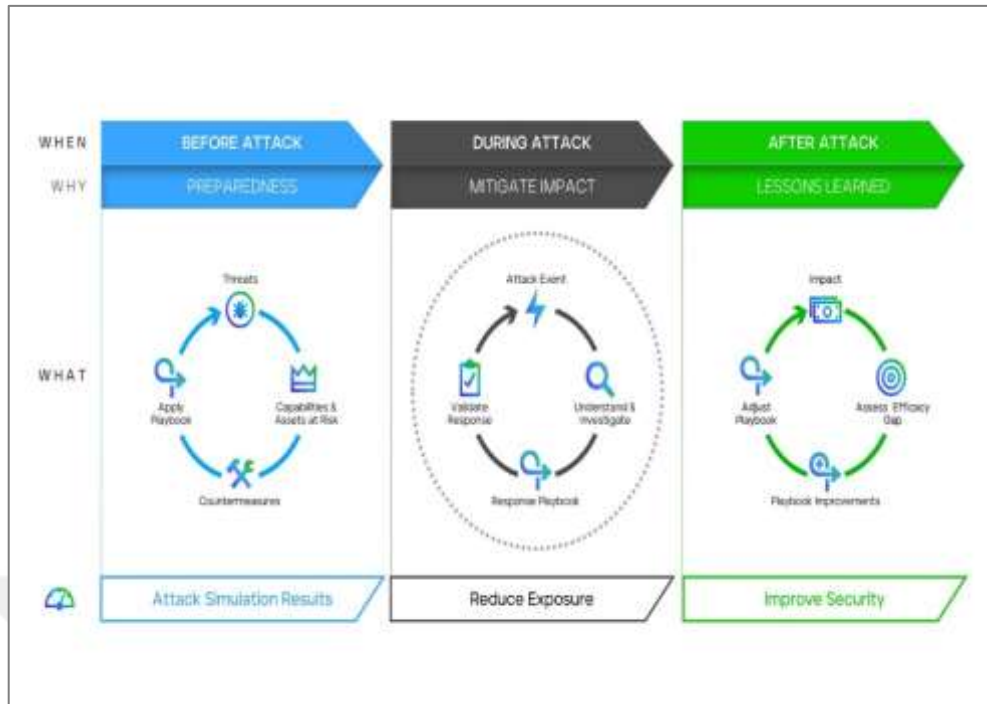 WHEN
BEFORE ATTACK
DURING ATTACK
AFTER ATTACK
WHY
PREPAREDNESS
MITIGATE IMPACT
LESSONS LEARNED
WHAT
Threats
Capabilities &
Assets at Risk
Countermeasures
Apply
Playbook
Attack Event
Understand &
Investigate
Response Playbook
Validate
Response
Impact
Assess Efficacy
Gap
Playbook Improvements
Adjust
Playbook
Attack Simulation Results
Reduce Exposure
Improve Security